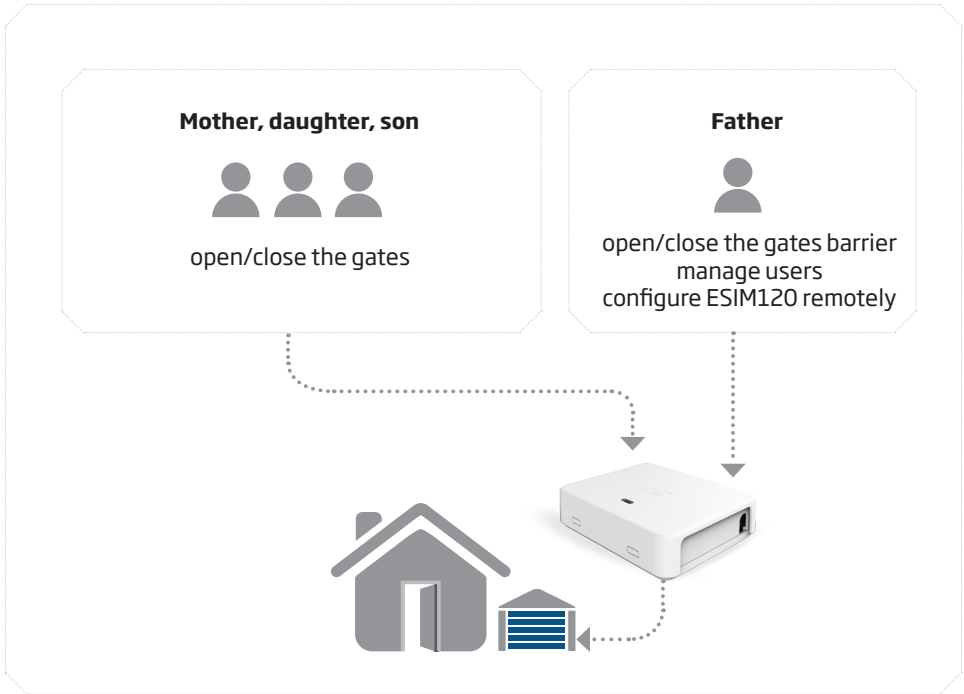 Mother, daughter, son
open/close the gates
Father
open/close the gates barrier
manage users
configure ESIM120 remotely